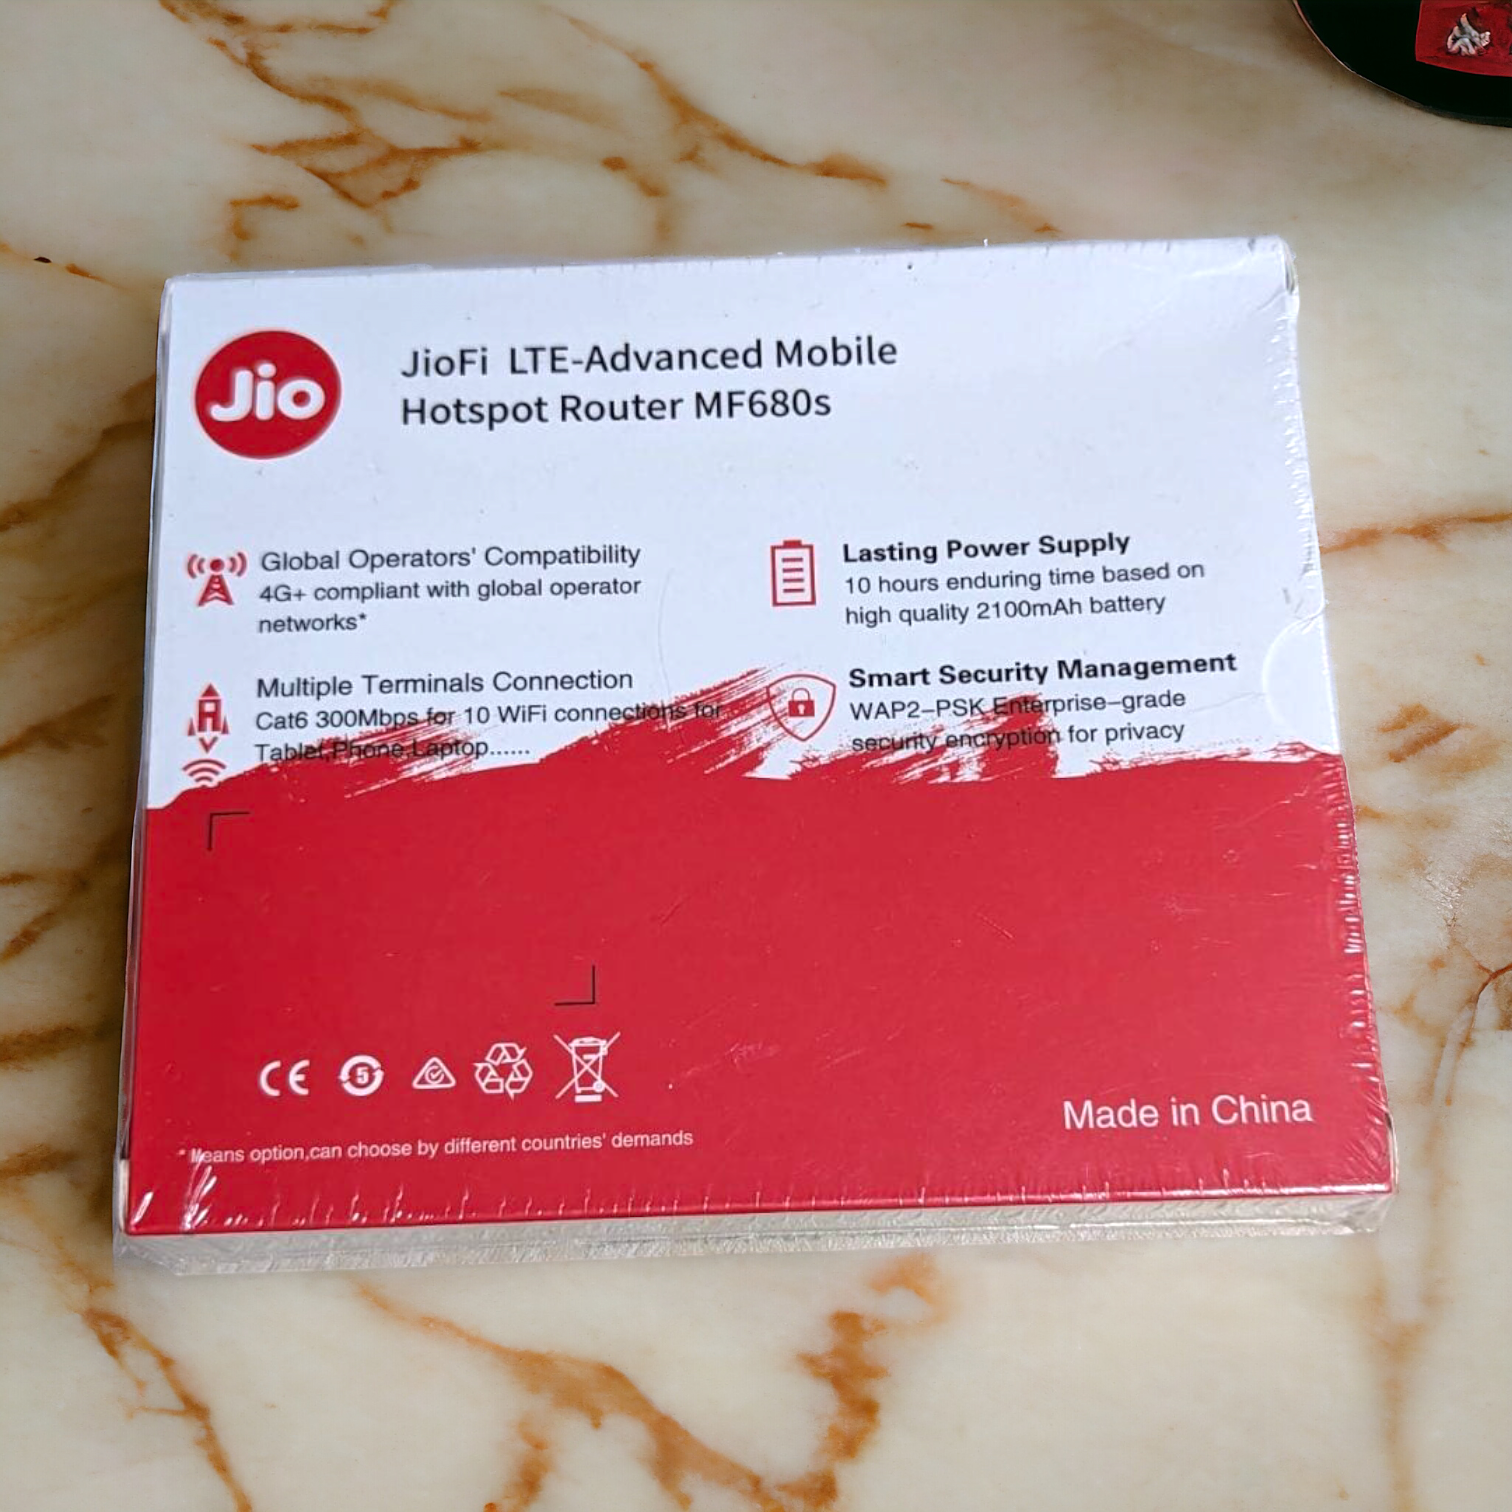 Jio
JioFi LTE-Advanced Mobile
Hotspot Router MF680s
Global Operators' Compatibility
4G+ compliant with global operator
networks*
Multiple Terminals Connection
Cat6 300Mbps for 10 WiFi connections for
Tablet,Phone,Laptop......
Lasting Power Supply
10 hours enduring time based on
high quality 2100mAh battery
Smart Security Management
WAP2-PSK Enterprise-grade
security encryption for privacy
CE 5
* Means option,can choose by different countries' demands
Made in China